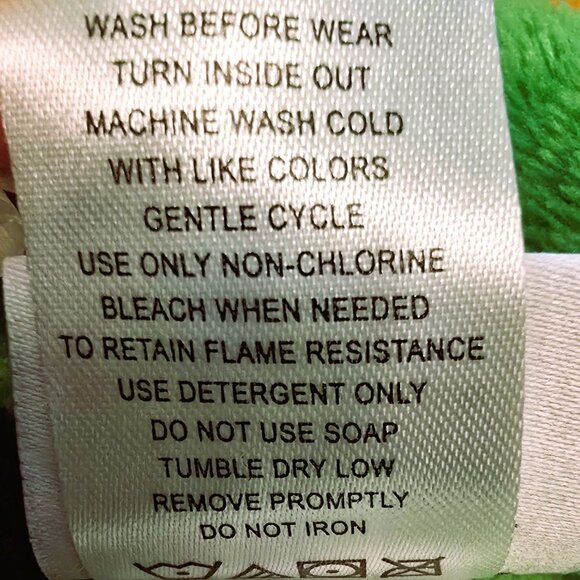 WASH BEFORE WEAR
TURN INSIDE OUT
MACHINE WASH COLD
WITH LIKE COLORS
GENTLE CYCLE
USE ONLY NON-CHLORINE
BLEACH WHEN NEEDED
TO RETAIN FLAME RESISTANCE
USE DETERGENT ONLY
DO NOT USE SOAP
TUMBLE DRY LOW
REMOVE PROMPTLY
DO NOT IRON